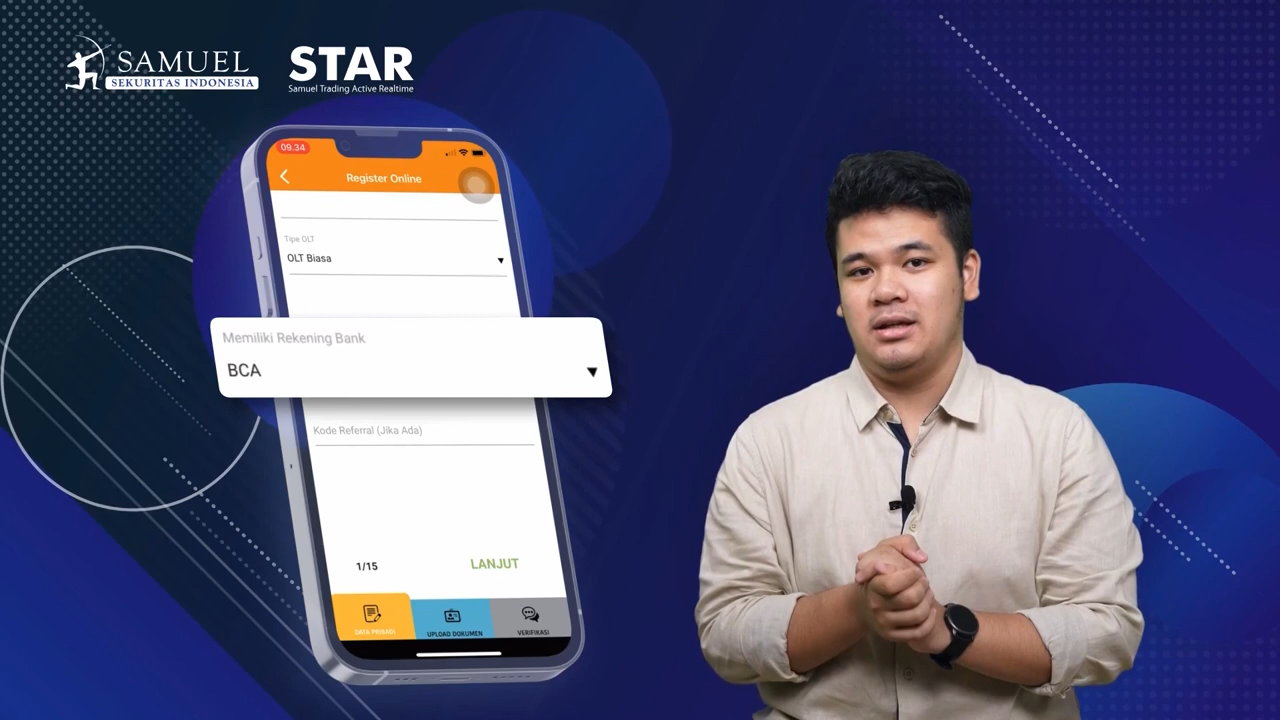 SAMUEL
SEKURITAS INDONESIA
STAR
Samuel Trading Active Realtime
09.34
Register Online
Tipe OLT
OLT Biasa
Memiliki Rekening Bank
BCA
Kode Referral (Jika Ada)
1/15
LANJUT
DATA PRIBADI
UPLOAD DOKUMEN
VERIFIKASI